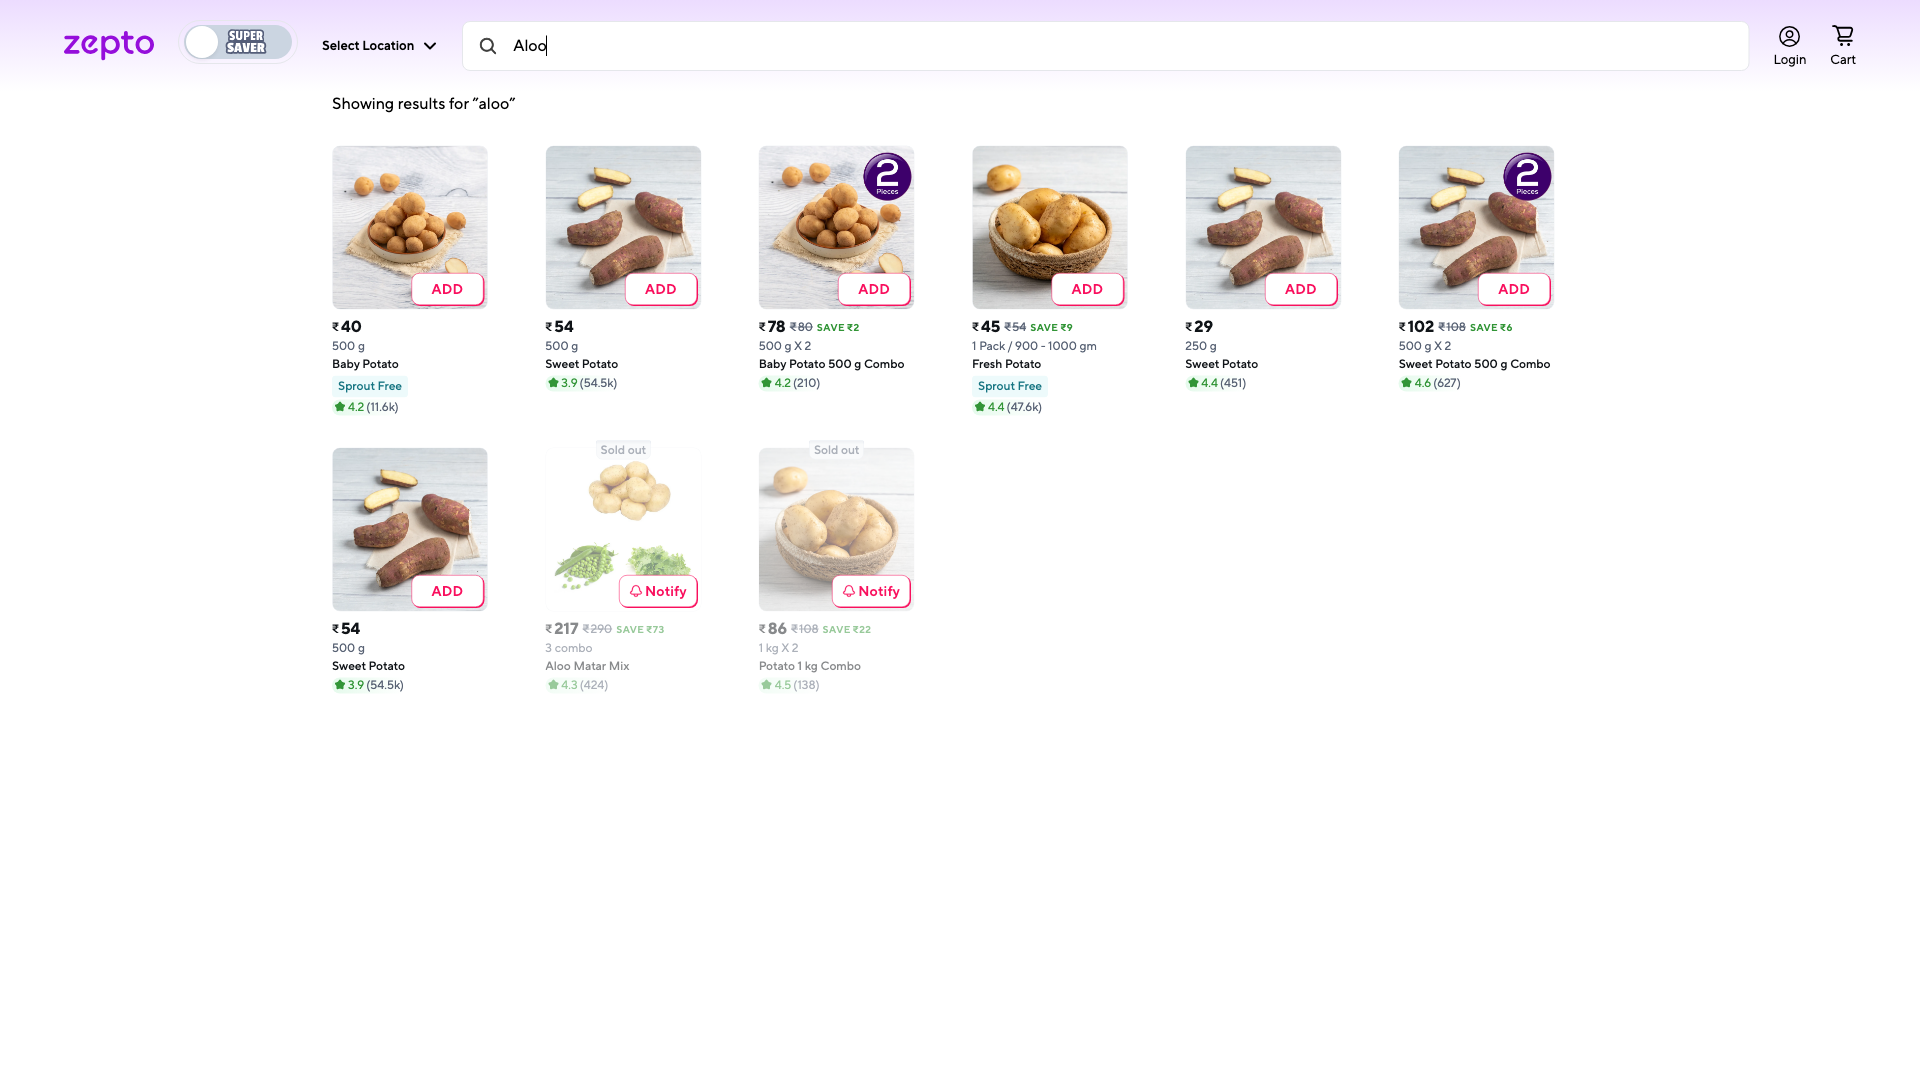 zepto
SUPER
SAVER
Select Location
Aloo
Login
Cart
Showing results for “aloo”
ADD
₹40
500 g
Baby Potato
Sprout Free
4.2 (11.6k)
ADD
₹54
500 g
Sweet Potato
3.9 (54.5k)
2
Pieces
ADD
₹78 ₹80 SAVE ₹2
500 g X 2
Baby Potato 500 g Combo
4.2 (210)
ADD
₹45 ₹54 SAVE ₹9
1 Pack / 900 - 1000 gm
Fresh Potato
Sprout Free
4.4 (47.6k)
ADD
₹29
250 g
Sweet Potato
4.4 (451)
2
Pieces
ADD
₹102 ₹108 SAVE ₹6
500 g X 2
Sweet Potato 500 g Combo
4.6 (627)
ADD
₹54
500 g
Sweet Potato
3.9 (54.5k)
Sold out
Notify
₹217 ₹290 SAVE ₹73
3 combo
Aloo Matar Mix
4.3 (424)
Sold out
Notify
₹86 ₹108 SAVE ₹22
1 kg X 2
Potato 1 kg Combo
4.5 (138)